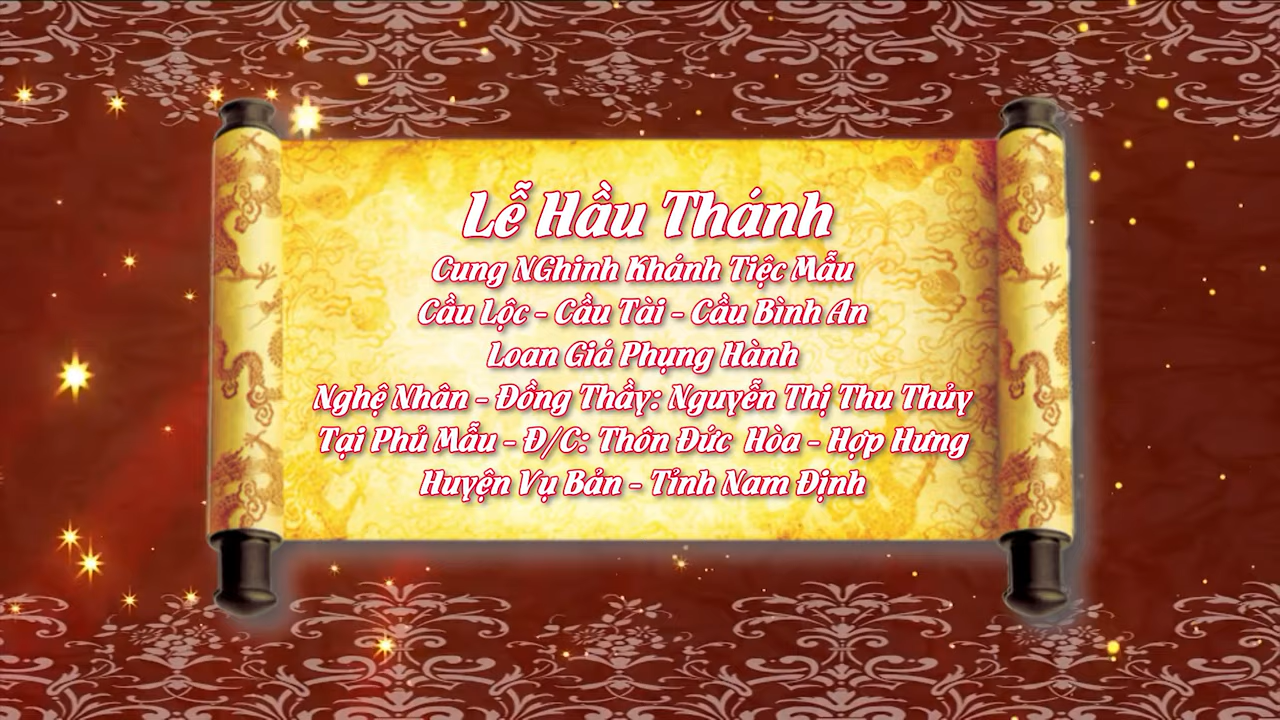 Lễ Hầu Thánh
Cung NGhinh Khánh Tiệc Mẫu
Cầu Lộc - Cầu Tài - Cầu Bình An
Loan Giá Phụng Hành
Nghệ Nhân - Đồng Thầy: Nguyễn Thị Thu Thủy
Tại Phủ Mẫu - Đ/C: Thôn Đức Hòa - Hợp Hưng
Huyện Vụ Bản - Tỉnh Nam Định